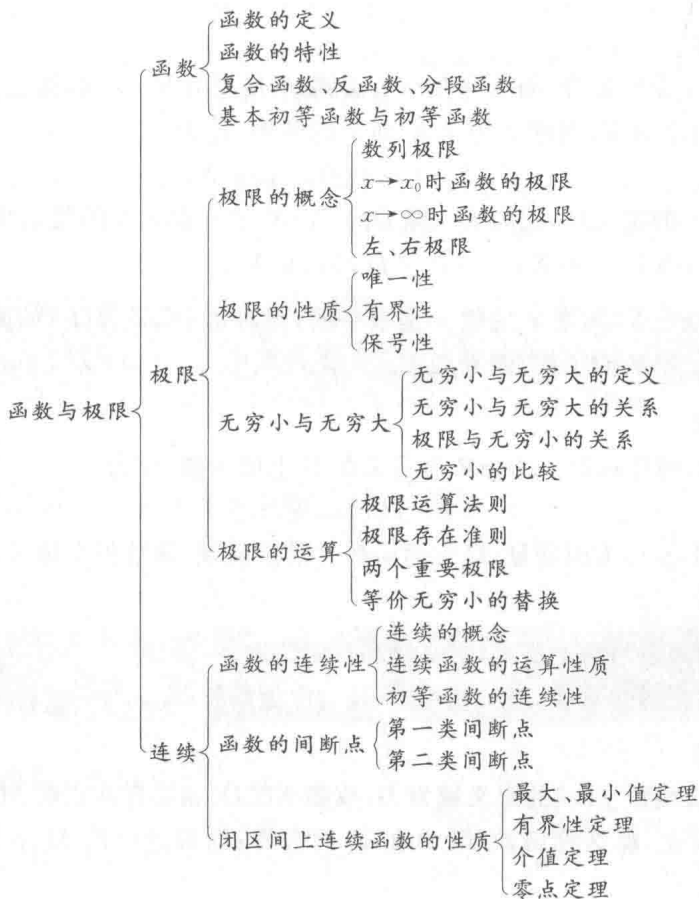 函数与极限
函数
函数的定义
函数的特性
复合函数、反函数、分段函数
基本初等函数与初等函数
极限
极限的概念
数列极限
x→x₀时函数的极限
x→∞时函数的极限
左、右极限
极限的性质
唯一性
有界性
保号性
无穷小与无穷大
无穷小与无穷大的定义
无穷小与无穷大的关系
极限与无穷小的关系
无穷小的比较
极限的运算
极限运算法则
极限存在准则
两个重要极限
等价无穷小的替换
连续
函数的连续性
连续的概念
连续函数的运算性质
初等函数的连续性
函数的间断点
第一类间断点
第二类间断点
闭区间上连续函数的性质
最大、最小值定理
有界性定理
介值定理
零点定理